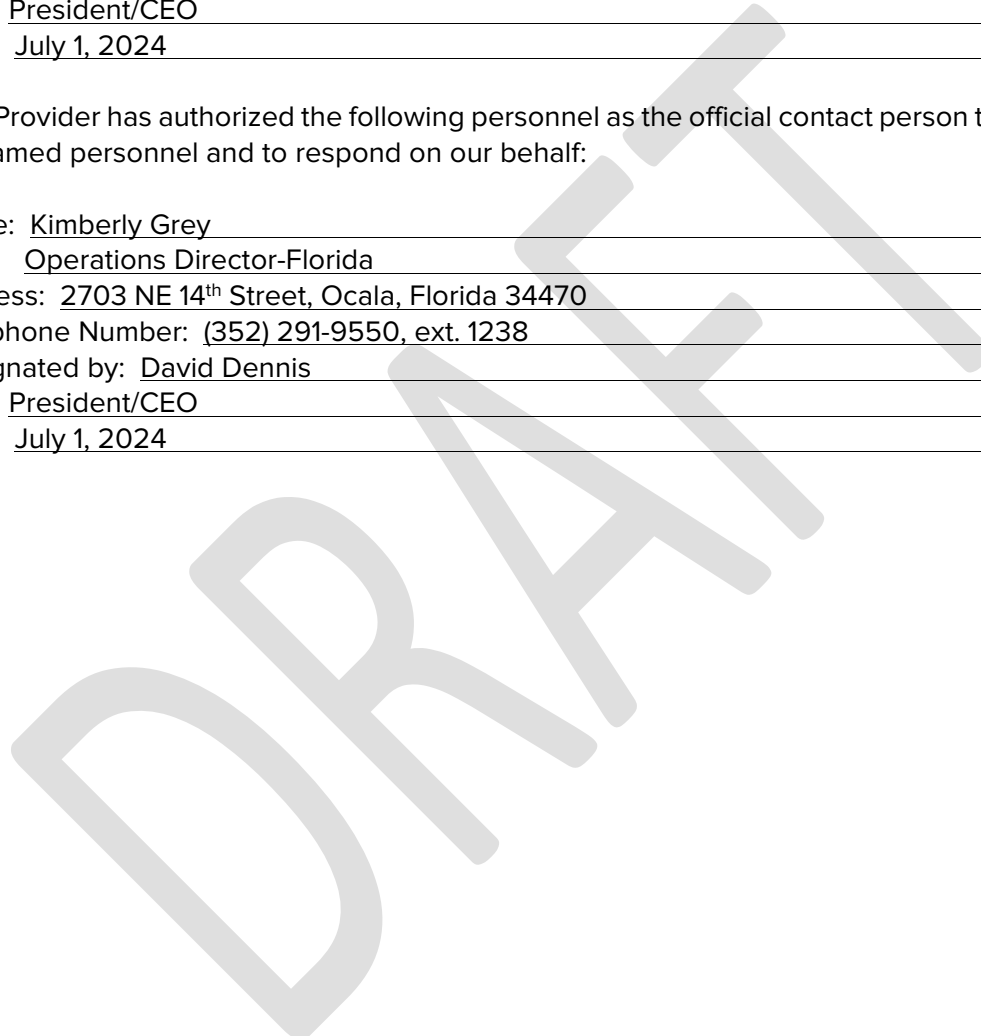 President/CEO
July 1, 2024
Provider has authorized the following personnel as the official contact person t
amed personnel and to respond on our behalf:
e: Kimberly Grey
Operations Director-Florida
ess: 2703 NE 14th Street, Ocala, Florida 34470
phone Number: (352) 291-9550, ext. 1238
gnated by: David Dennis
President/CEO
July 1, 2024
DRAFT